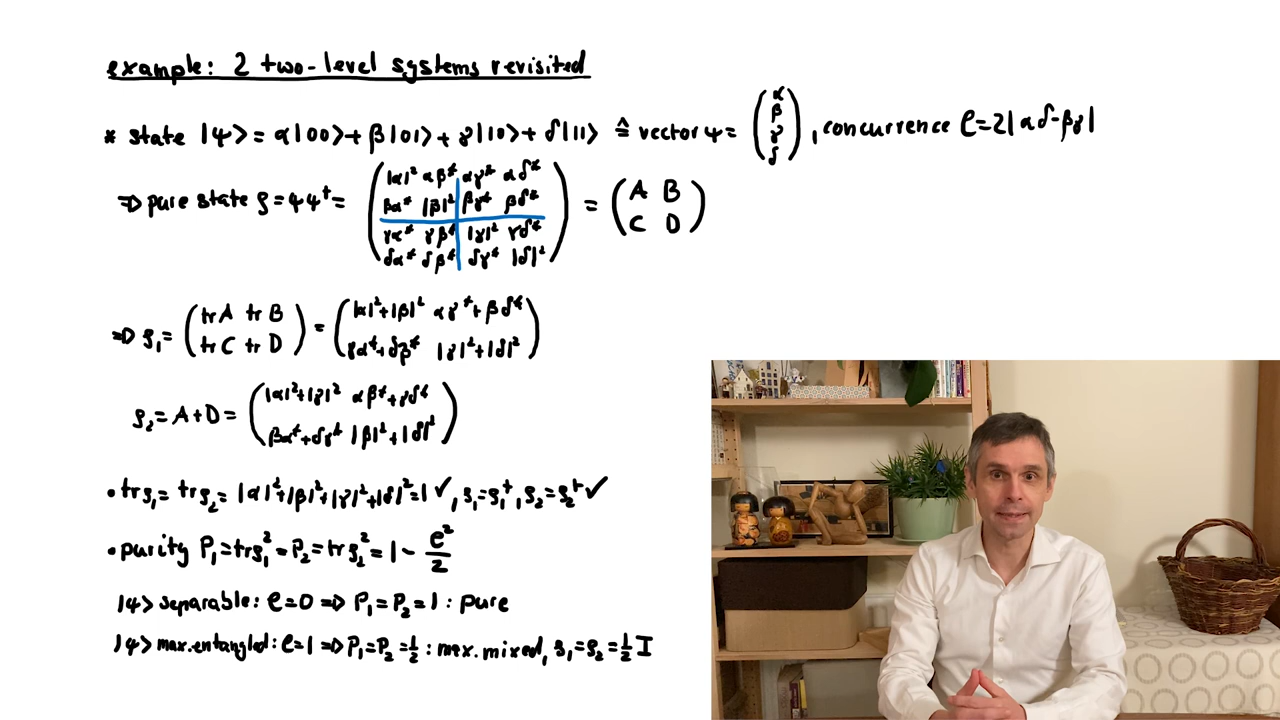 example: 2 two-level systems revisited
* state |ψ> = α|00> + β|01> + γ|10> + δ|11> ≙ vector ψ = (α β γ δ), concurrence C = 2|αδ-βγ|
⇒ pure state ρ = ψψ† = (|α|² αβ* αγ* αδ*
βα* |β|² βγ* βδ*
γα* γβ* |γ|² γδ*
δα* δβ* δγ* |δ|²) = (A B
C D)
⇒ ρ₁ = (trA trB
trC trD) = (|α|²+|β|² αγ*+βδ*
γα*+δβ* |γ|²+|δ|²)
ρ₂ = A+D = (|α|²+|γ|² αβ*+γδ*
βα*+δγ* |β|²+|δ|²)
• trρ₁ = trρ₂ = |α|²+|β|²+|γ|²+|δ|² = 1 ✓, ρ₁=ρ₁†, ρ₂=ρ₂† ✓
• purity P₁ = trρ₁² = P₂ = trρ₂² = 1 - C²/2
|ψ> separable: C=0 ⇒ P₁=P₂=1: pure
|ψ> max.entangled: C=1 ⇒ P₁=P₂=½: max.mixed, ρ₁=ρ₂=½ I